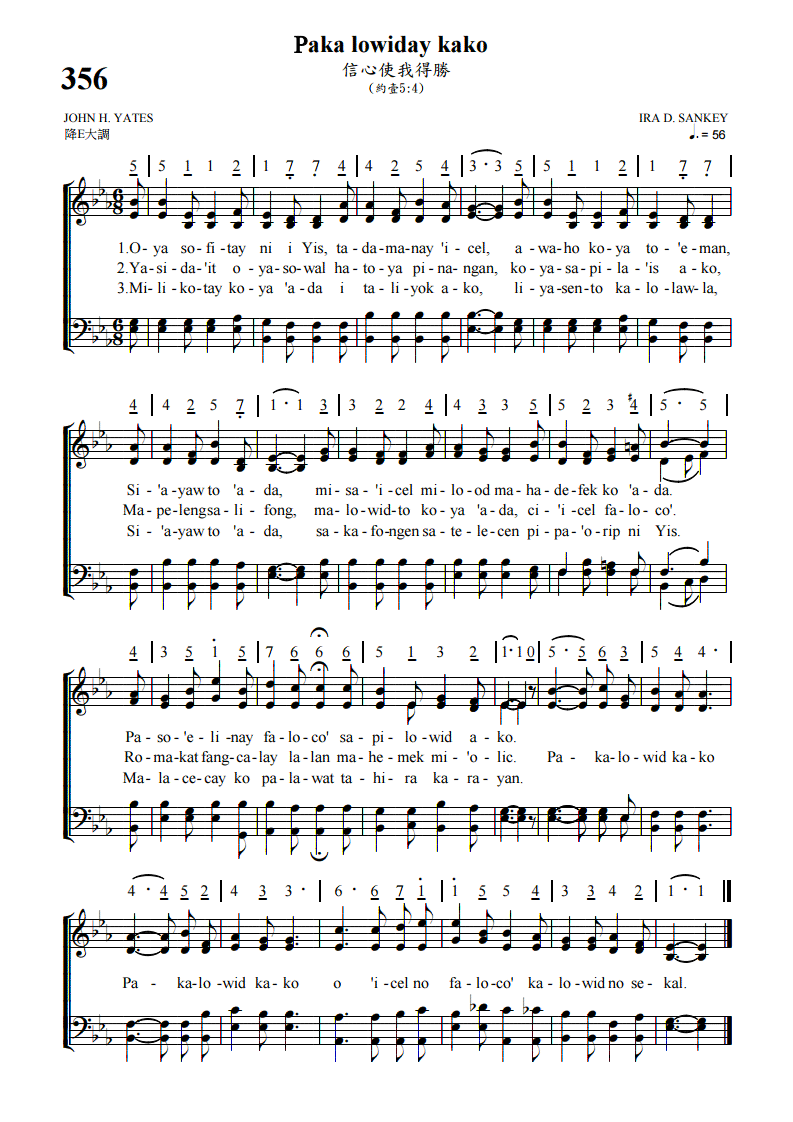 Paka lowiday kako
356
信心使我得勝
(約壹5:4)
JOHN H. YATES
IRA D. SANKEY
降E大調
♩. = 56
5 | 5 1 1 2 | 1 7 7 4 | 4 2 5 4 | 3 · 3 5 | 5 1 1 2 | 1 7 7 |
1.O- ya so- fi- tay ni i Yis, ta- da- ma- nay 'i- cel, a - wa- ho ko- ya to- 'e- man,
2.Ya- si- da- 'it o - ya- so- wal ha- to- ya pi- na- ngan, ko- ya- sa- pi- la- 'is a - ko,
3.Mi- li- ko- tay ko- ya 'a- da i ta- li- yok a- ko, li - ya- sen- to ka- lo- law- la,
4 | 4 2 5 7 | 1 · 1 3 | 3 2 2 4 | 4 3 3 5 | 5 2 3 #4 | 5 · 5 |
Si - 'a- yaw to 'a - da, mi- sa- 'i- cel mi- lo- od ma- ha- de- fek ko 'a- da.
Ma- pe- leng sa- li - fong, ma- lo- wid- to ko- ya 'a- da, ci- 'i- cel fa- lo- co'.
Si - 'a- yaw to 'a - da, sa- ka- fo- ngen sa- te- le- cen pi- pa- 'o- rip ni Yis.
4 | 3 5 1 5 | 7 6 6 6 | 5 1 3 2 | 1·1 0 | 5 · 5 6 3 | 5 4 4 · |
Pa- so- 'e- li- nay fa- lo- co' sa- pi- lo- wid a- ko.
Ro- ma- kat fang- ca- lay la- lan ma- he- mek mi- 'o- lic. Pa - ka- lo- wid ka- ko
Ma- la- ce- cay ko pa- la- wat ta- hi- ra ka- ra- yan.
4 · 4 5 2 | 4 3 3 · | 6 · 6 7 1 | 1 5 5 4 | 3 3 4 2 | 1 · 1
Pa - ka- lo- wid ka- ko o 'i- cel no fa- lo- co' ka- lo- wid no se- kal.